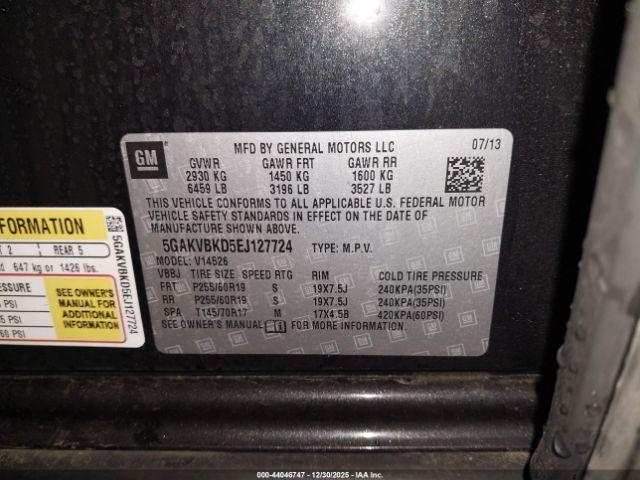 GM
MFD BY GENERAL MOTORS LLC 07/13
GVWR GAWR FRT GAWR RR
2930 KG 1450 KG 1600 KG
6459 LB 3196 LB 3527 LB
THIS VEHICLE CONFORMS TO ALL APPLICABLE U.S. FEDERAL MOTOR
VEHICLE SAFETY STANDARDS IN EFFECT ON THE DATE OF
MANUFACTURE SHOWN ABOVE.
5GAKVBKD5EJ127724 TYPE: M.P.V.
MODEL: V14526
VBBJ TIRE SIZE SPEED RTG RIM COLD TIRE PRESSURE
FRT P255/60R19 S 19X7.5J 240KPA(35PSI)
RR P255/60R19 S 19X7.5J 240KPA(35PSI)
SPA T145/70R17 M 17X4.5B 420KPA(60PSI)
SEE OWNER'S MANUAL FOR MORE INFORMATION.
FORMATION
T 2 REAR 5
d 647 kg or 1426 lbs.
PRESSURE
PSI
5 PSI
60 PSI
SEE OWNER'S
MANUAL FOR
ADDITIONAL
INFORMATION
5GAKVBKD5EJ127724
000-44046747 - 12/30/2025 - IAA Inc.